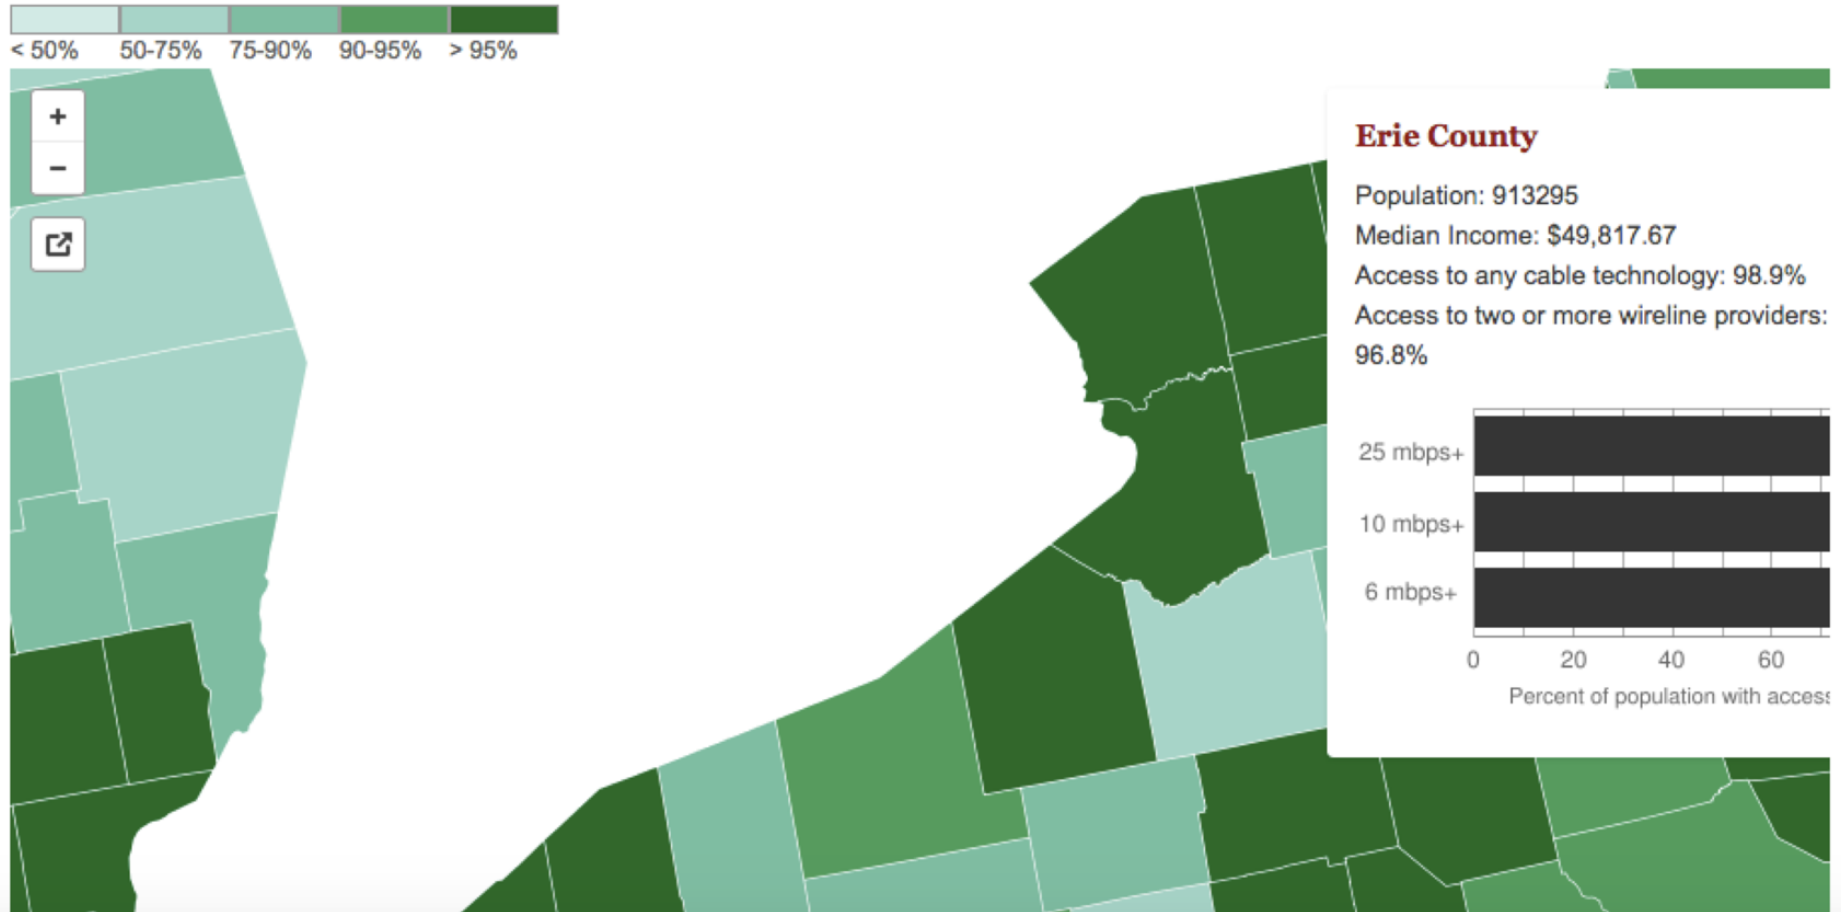 < 50% 50-75% 75-90% 90-95% > 95%
+
−
Erie County
Population: 913295
Median Income: $49,817.67
Access to any cable technology: 98.9%
Access to two or more wireline providers:
96.8%
25 mbps+
10 mbps+
6 mbps+
0 20 40 60
Percent of population with access